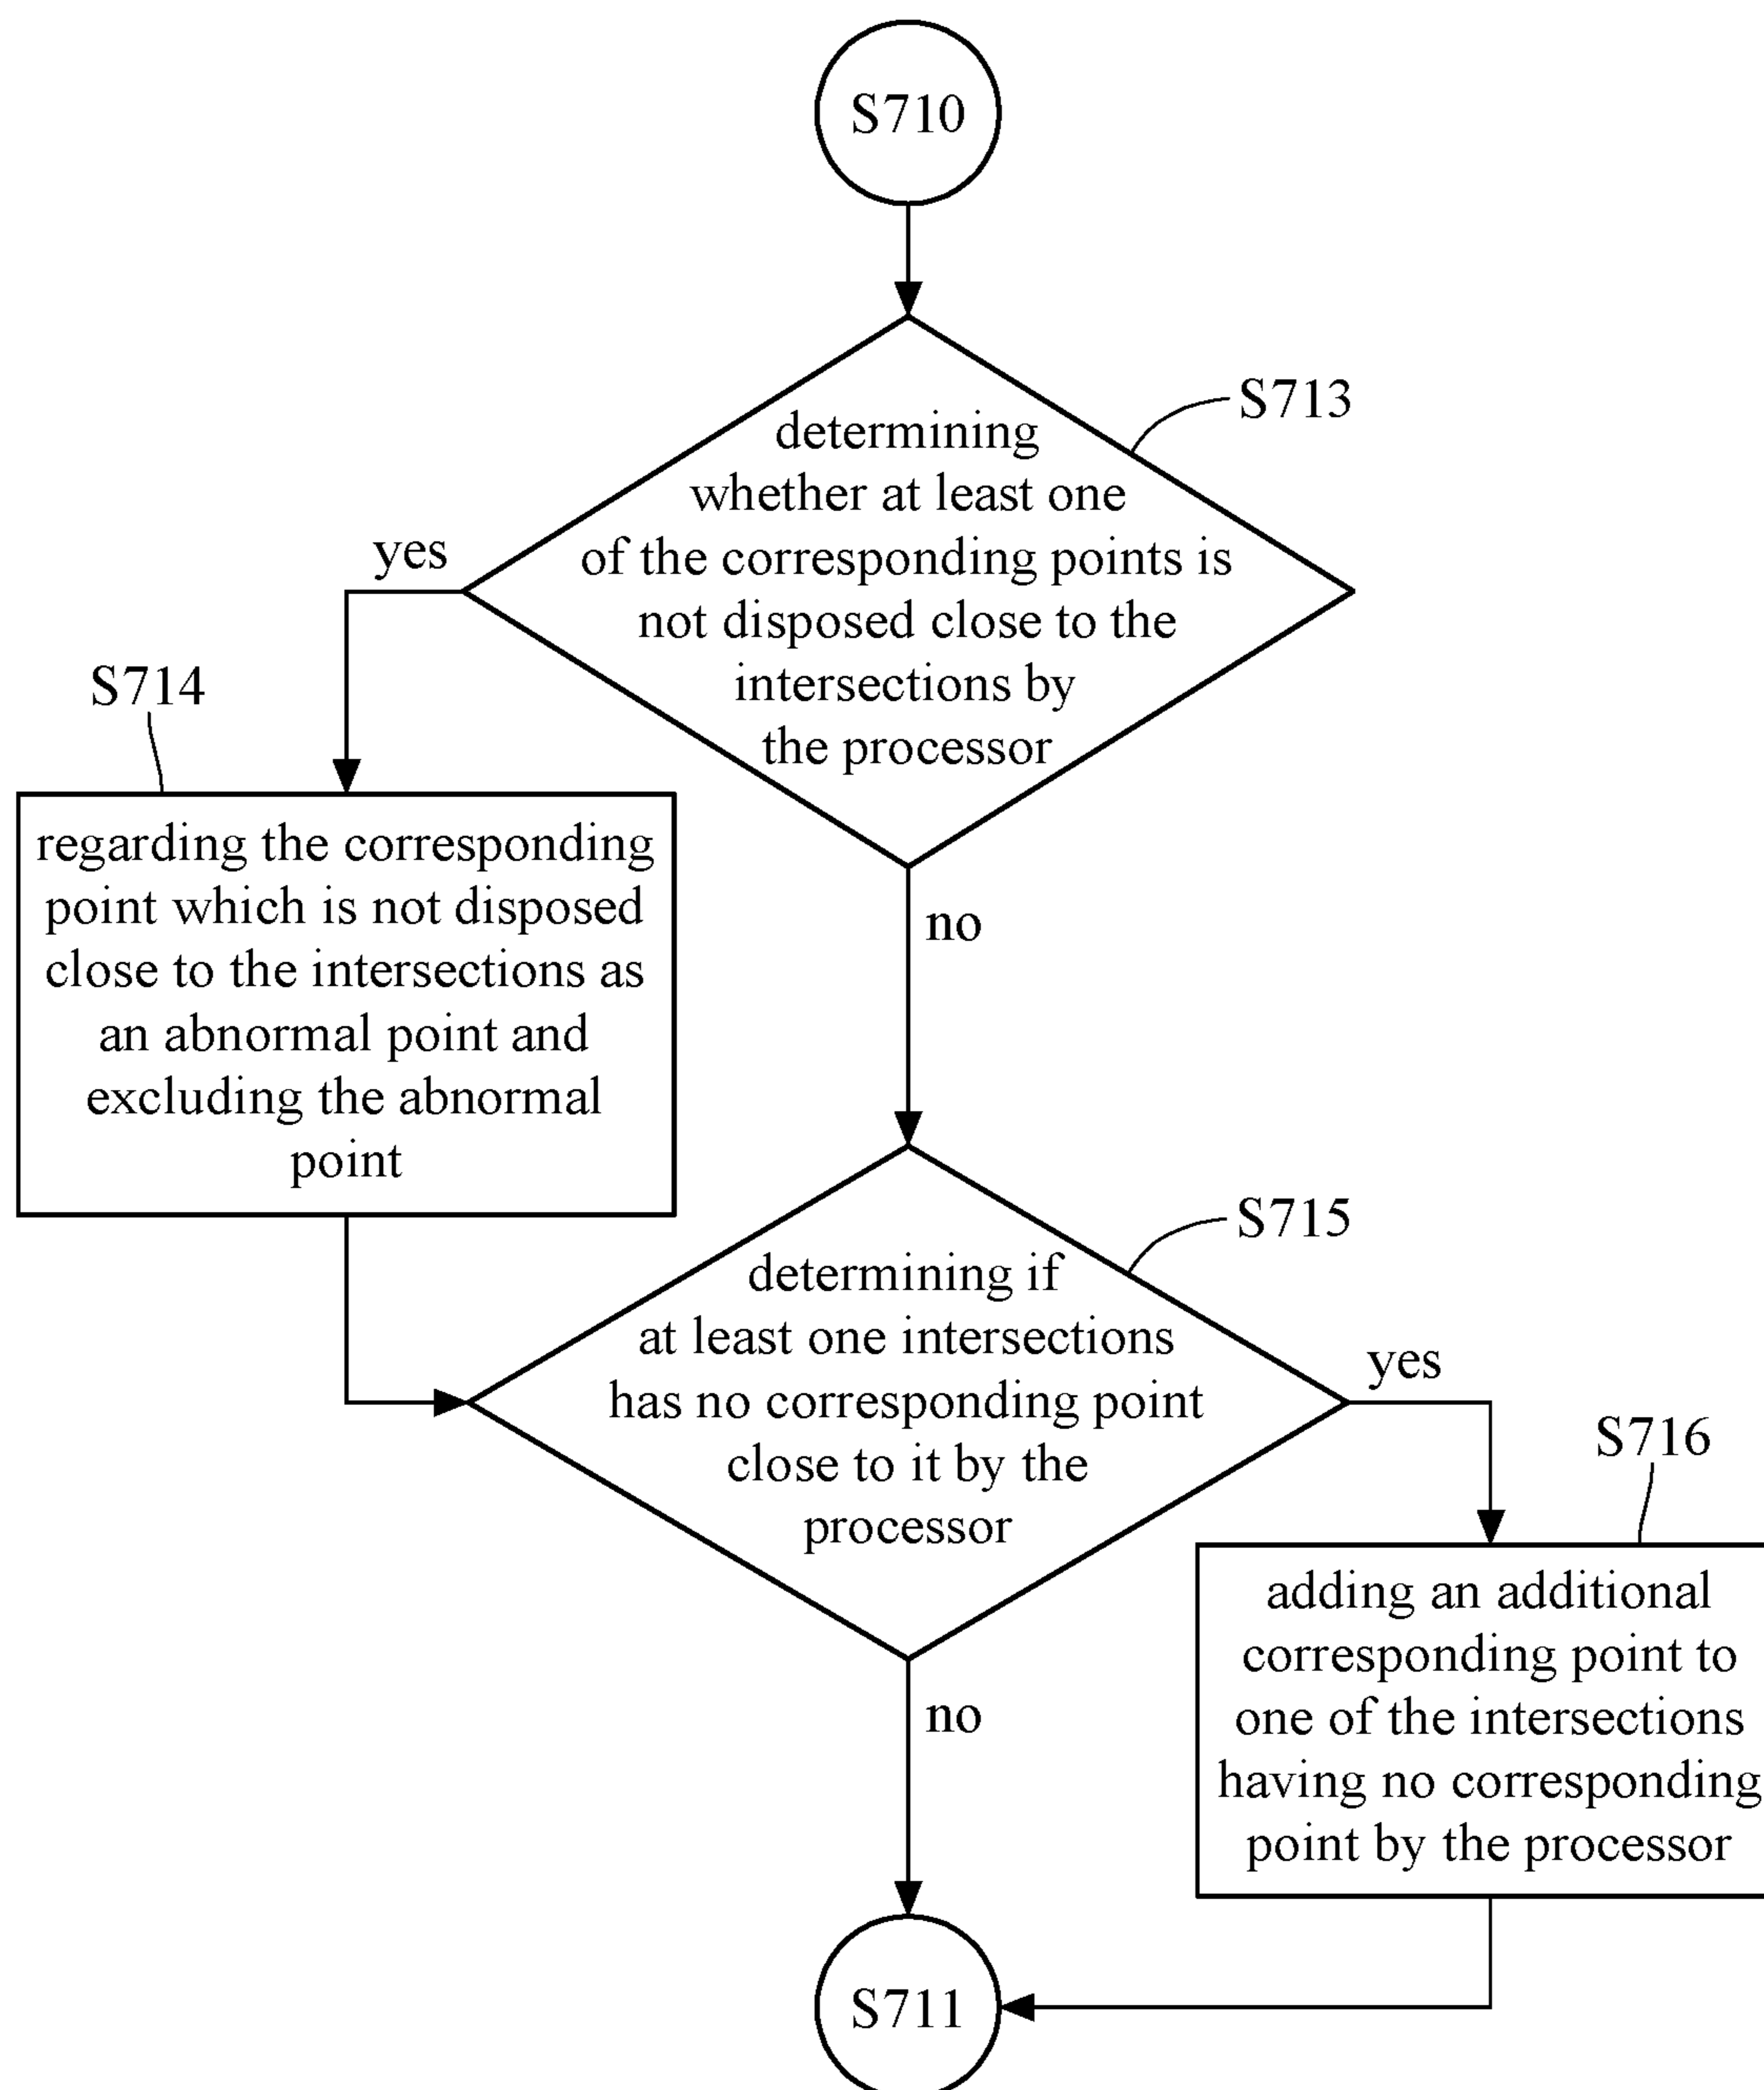 S710
S713
determining
whether at least one
of the corresponding points is
not disposed close to the
intersections by
the processor
yes
S714
regarding the corresponding
point which is not disposed
close to the intersections as
an abnormal point and
excluding the abnormal
point
no
S715
determining if
at least one intersections
has no corresponding point
close to it by the
processor
yes
S716
adding an additional
corresponding point to
one of the intersections
having no corresponding
point by the processor
no
S711